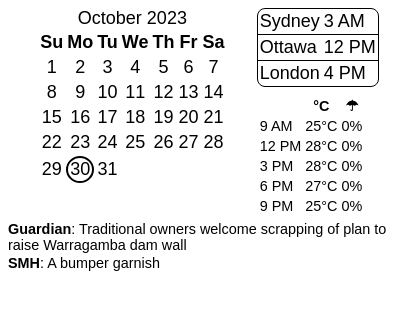 October 2023
Su Mo Tu We Th Fr Sa
1 2 3 4 5 6 7
8 9 10 11 12 13 14
15 16 17 18 19 20 21
22 23 24 25 26 27 28
29 30 31
Sydney 3 AM
Ottawa 12 PM
London 4 PM
°C ☂
9 AM 25°C 0%
12 PM 28°C 0%
3 PM 28°C 0%
6 PM 27°C 0%
9 PM 25°C 0%
Guardian: Traditional owners welcome scrapping of plan to
raise Warragamba dam wall
SMH: A bumper garnish